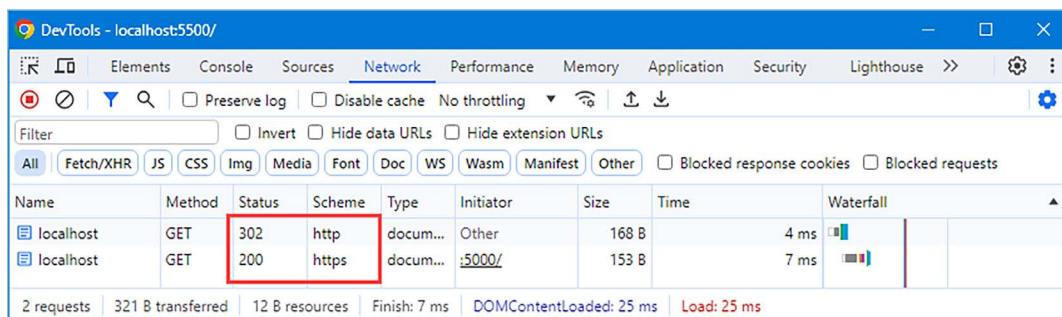 DevTools - localhost:5500/
Elements Console Sources Network Performance Memory Application Security Lighthouse
Preserve log Disable cache No throttling
Filter Invert Hide data URLs Hide extension URLs
All Fetch/XHR JS CSS Img Media Font Doc WS Wasm Manifest Other Blocked response cookies Blocked requests
Name Method Status Scheme Type Initiator Size Time Waterfall
localhost GET 302 http docum... Other 168 B 4 ms
localhost GET 200 https docum... :5000/ 153 B 7 ms
2 requests 321 B transferred 12 B resources Finish: 7 ms DOMContentLoaded: 25 ms Load: 25 ms